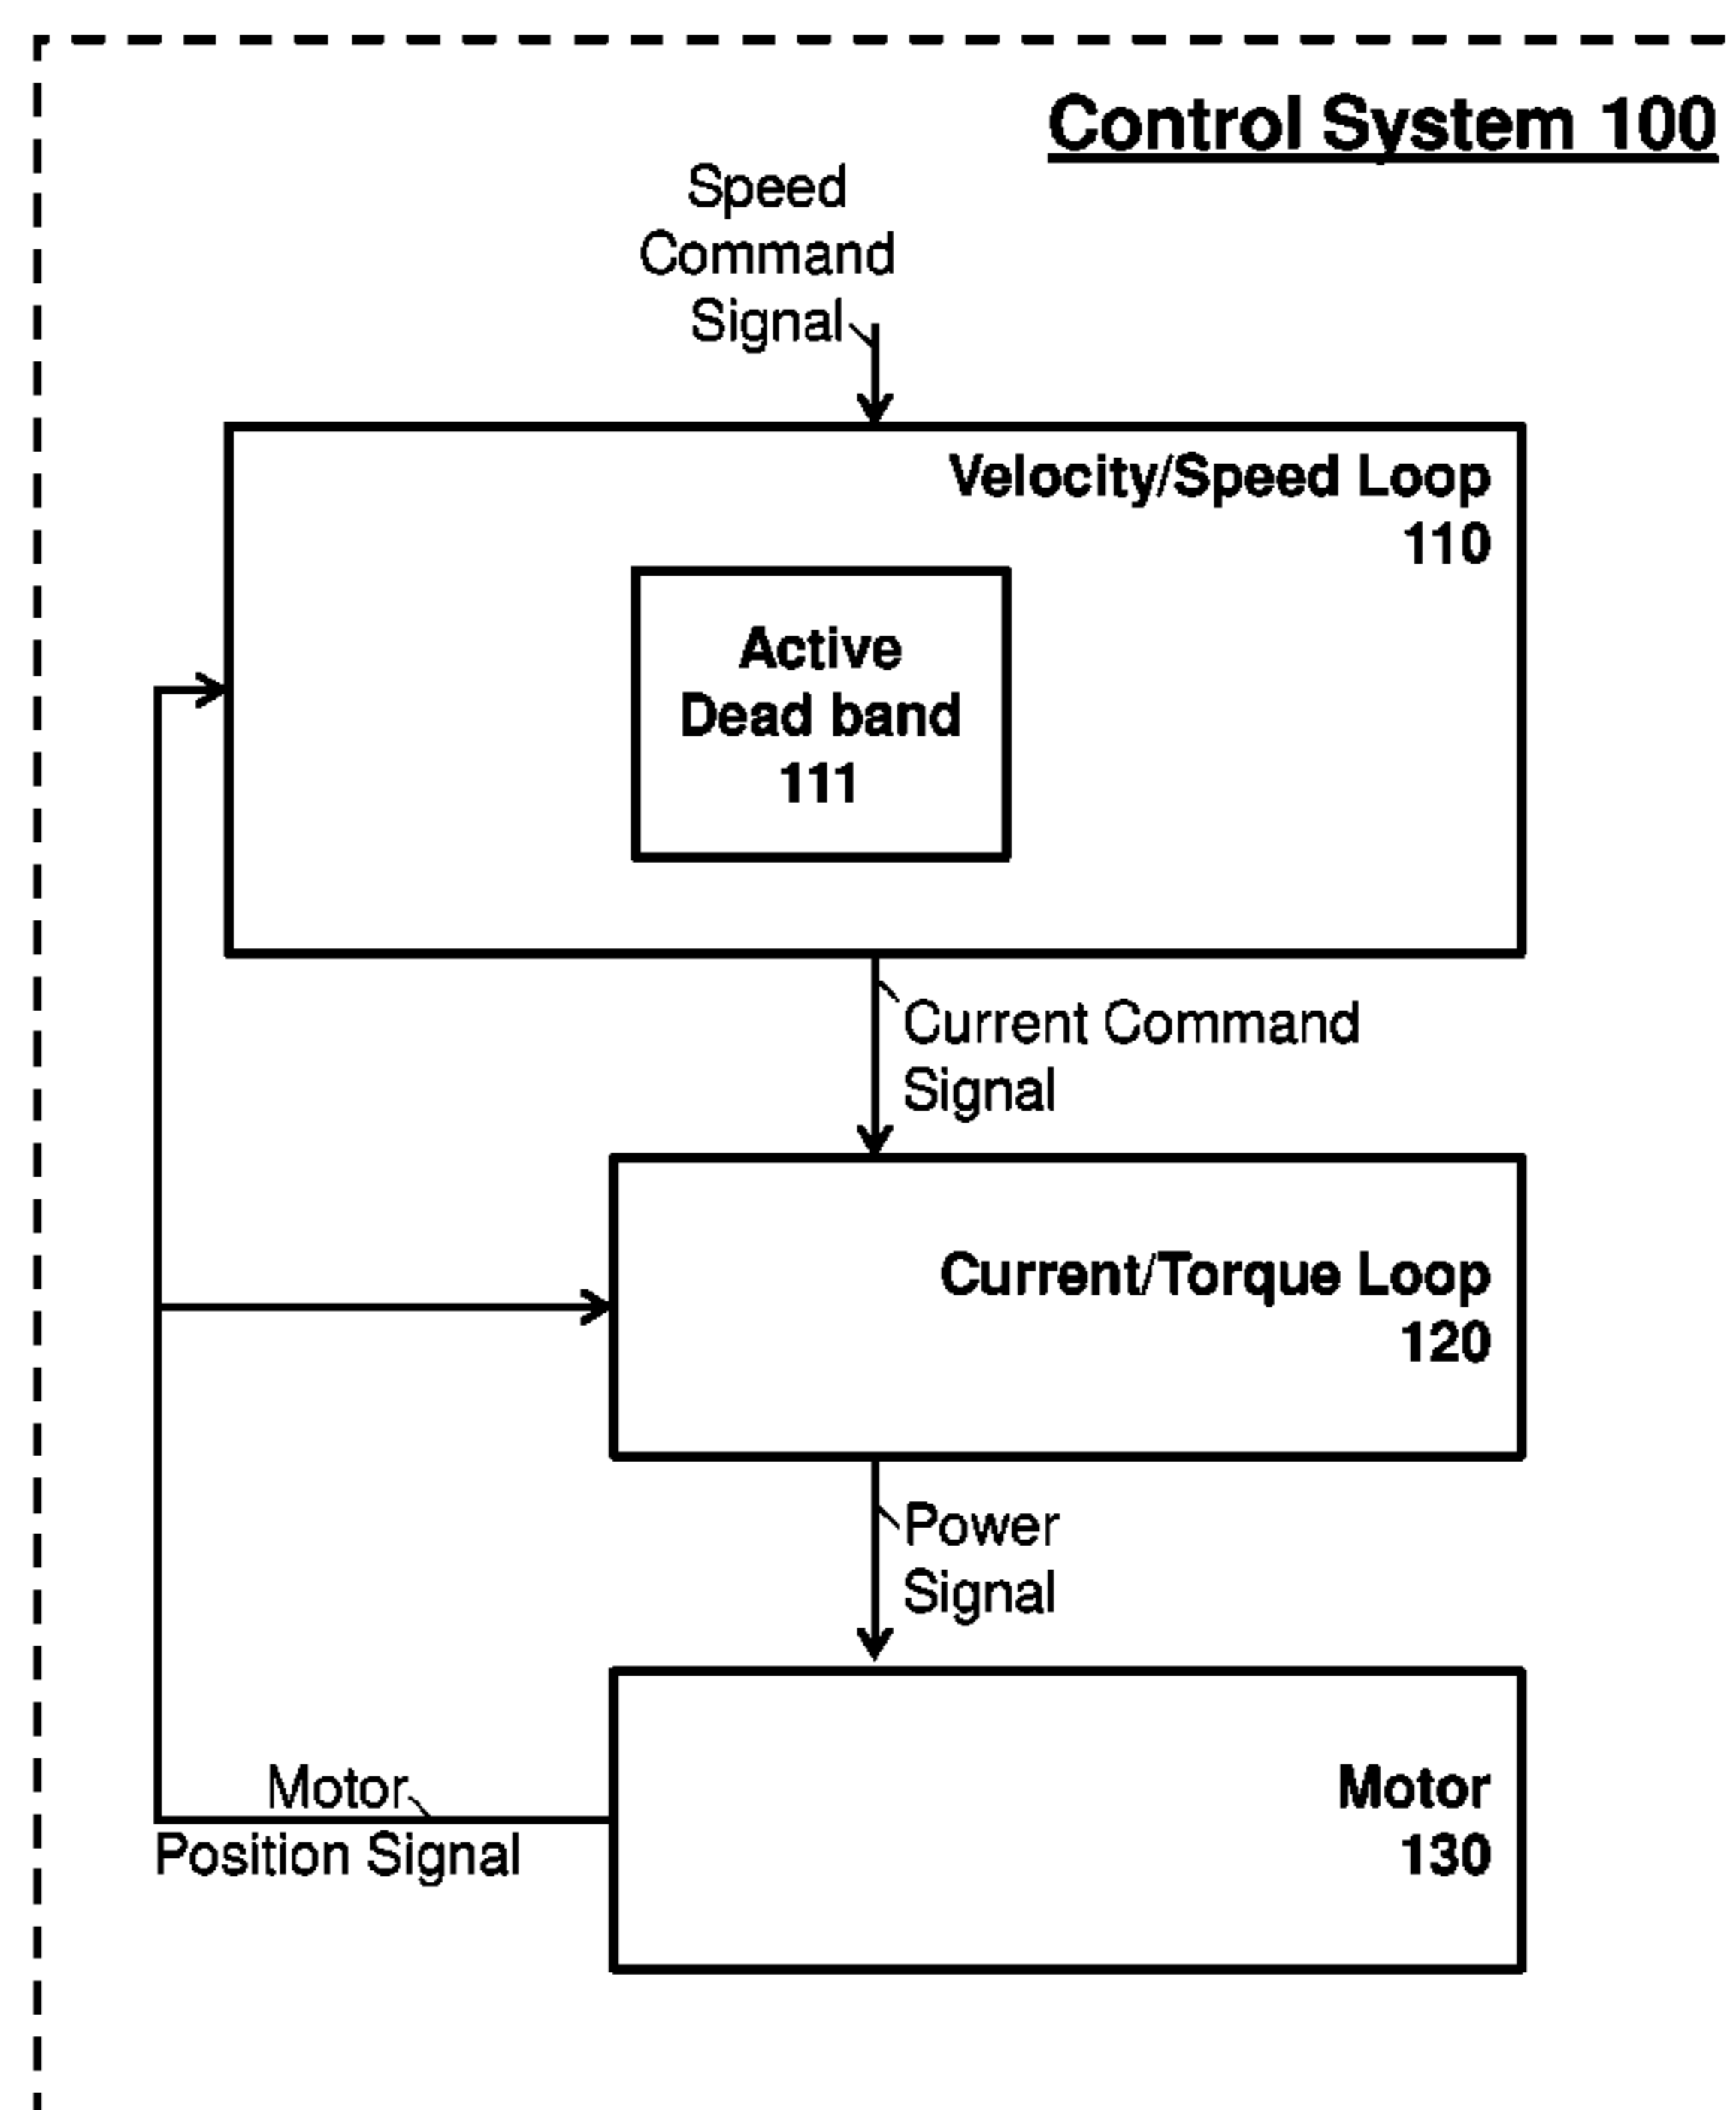 Control System 100
Speed
Command
Signal
Velocity/Speed Loop
110
Active
Dead band
111
Current Command
Signal
Current/Torque Loop
120
Power
Signal
Motor
130
Motor
Position Signal